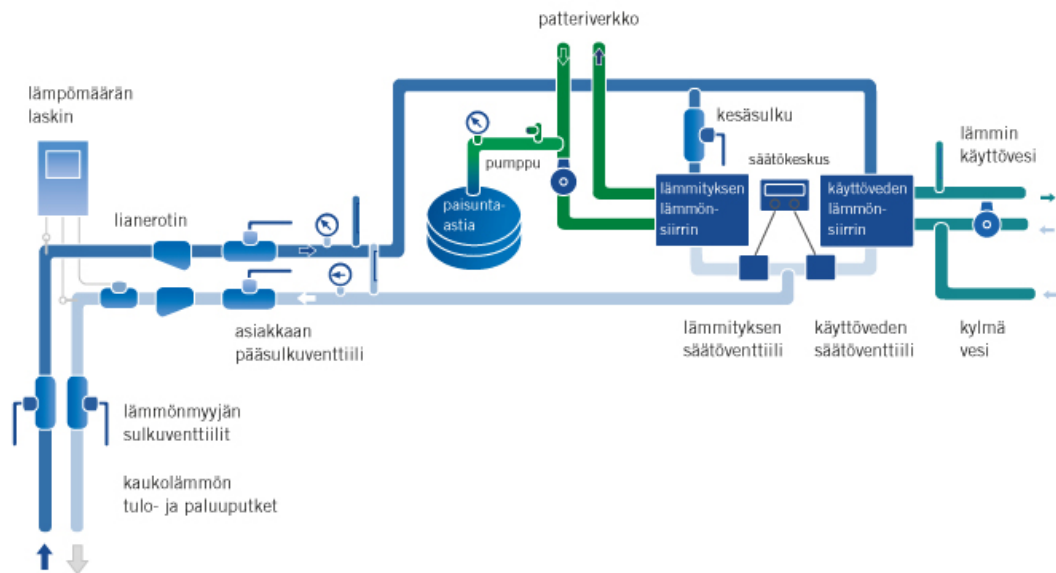 patteriverkko
lämpömäärän
laskin
kesäsulku
lämmin
käyttövesi
pumppu
säätökeskus
lianerotin
paisunta-
astia
lämmityksen
lämmön-
siirrin
käyttöveden
lämmön-
siirrin
asiakkaan
pääsulkuventtiili
lämmityksen
säätöventtiili
käyttöveden
säätöventtiili
kylmä
vesi
lämmönmyyjän
sulkuventtiilit
kaukolämmön
tulo- ja paluuputket